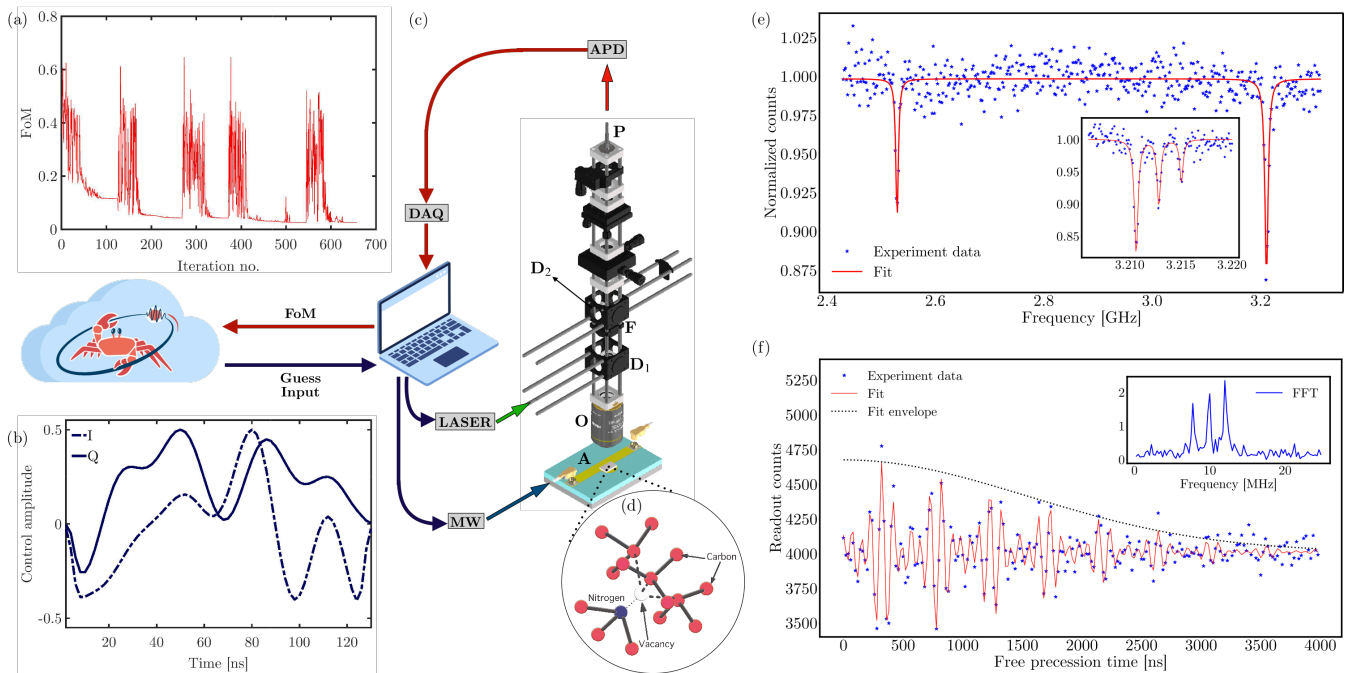 (a)
0.8
0.6
0.4
0.2
0
FoM
0 100 200 300 400 500 600 700
Iteration no.
FoM
Guess
Input
(b)
I
Q
0.5
0
-0.5
Control amplitude
20 40 60 80 100 120
Time [ns]
(c)
APD
DAQ
P
D2
F
D1
LASER
O
A
MW
(d)
Carbon
Nitrogen
Vacancy
(e)
1.025
1.000
0.975
0.950
0.925
0.900
0.875
Normalized counts
Experiment data
Fit
1.00
0.95
0.90
0.85
3.210 3.215 3.220
2.4 2.6 2.8 3.0 3.2
Frequency [GHz]
(f)
5250
5000
4750
4500
4250
4000
3750
3500
Readout counts
Experiment data
Fit
Fit envelope
FFT
2
1
0
0 10 20
Frequency [MHz]
0 500 1000 1500 2000 2500 3000 3500 4000
Free precession time [ns]